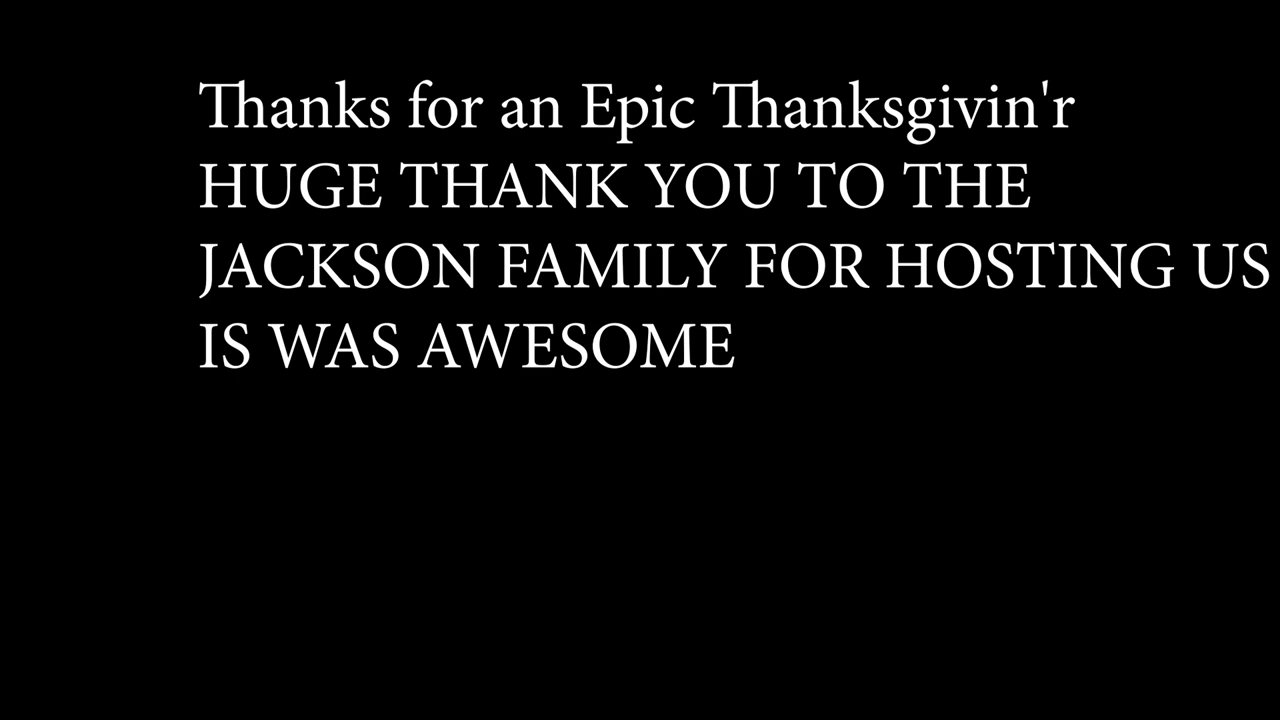 Thanks for an Epic Thanksgivin'r
HUGE THANK YOU TO THE
JACKSON FAMILY FOR HOSTING US
IS WAS AWESOME